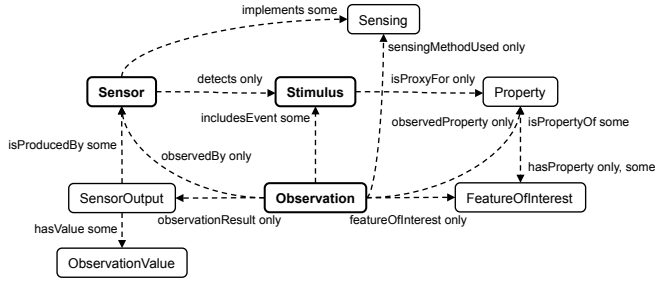 implements some
Sensing
sensingMethodUsed only
detects only
isProxyFor only
Sensor
Stimulus
Property
includesEvent some
observedProperty only
isPropertyOf some
isProducedBy some
observedBy only
hasProperty only, some
SensorOutput
Observation
FeatureOfInterest
observationResult only
featureOfInterest only
hasValue some
ObservationValue